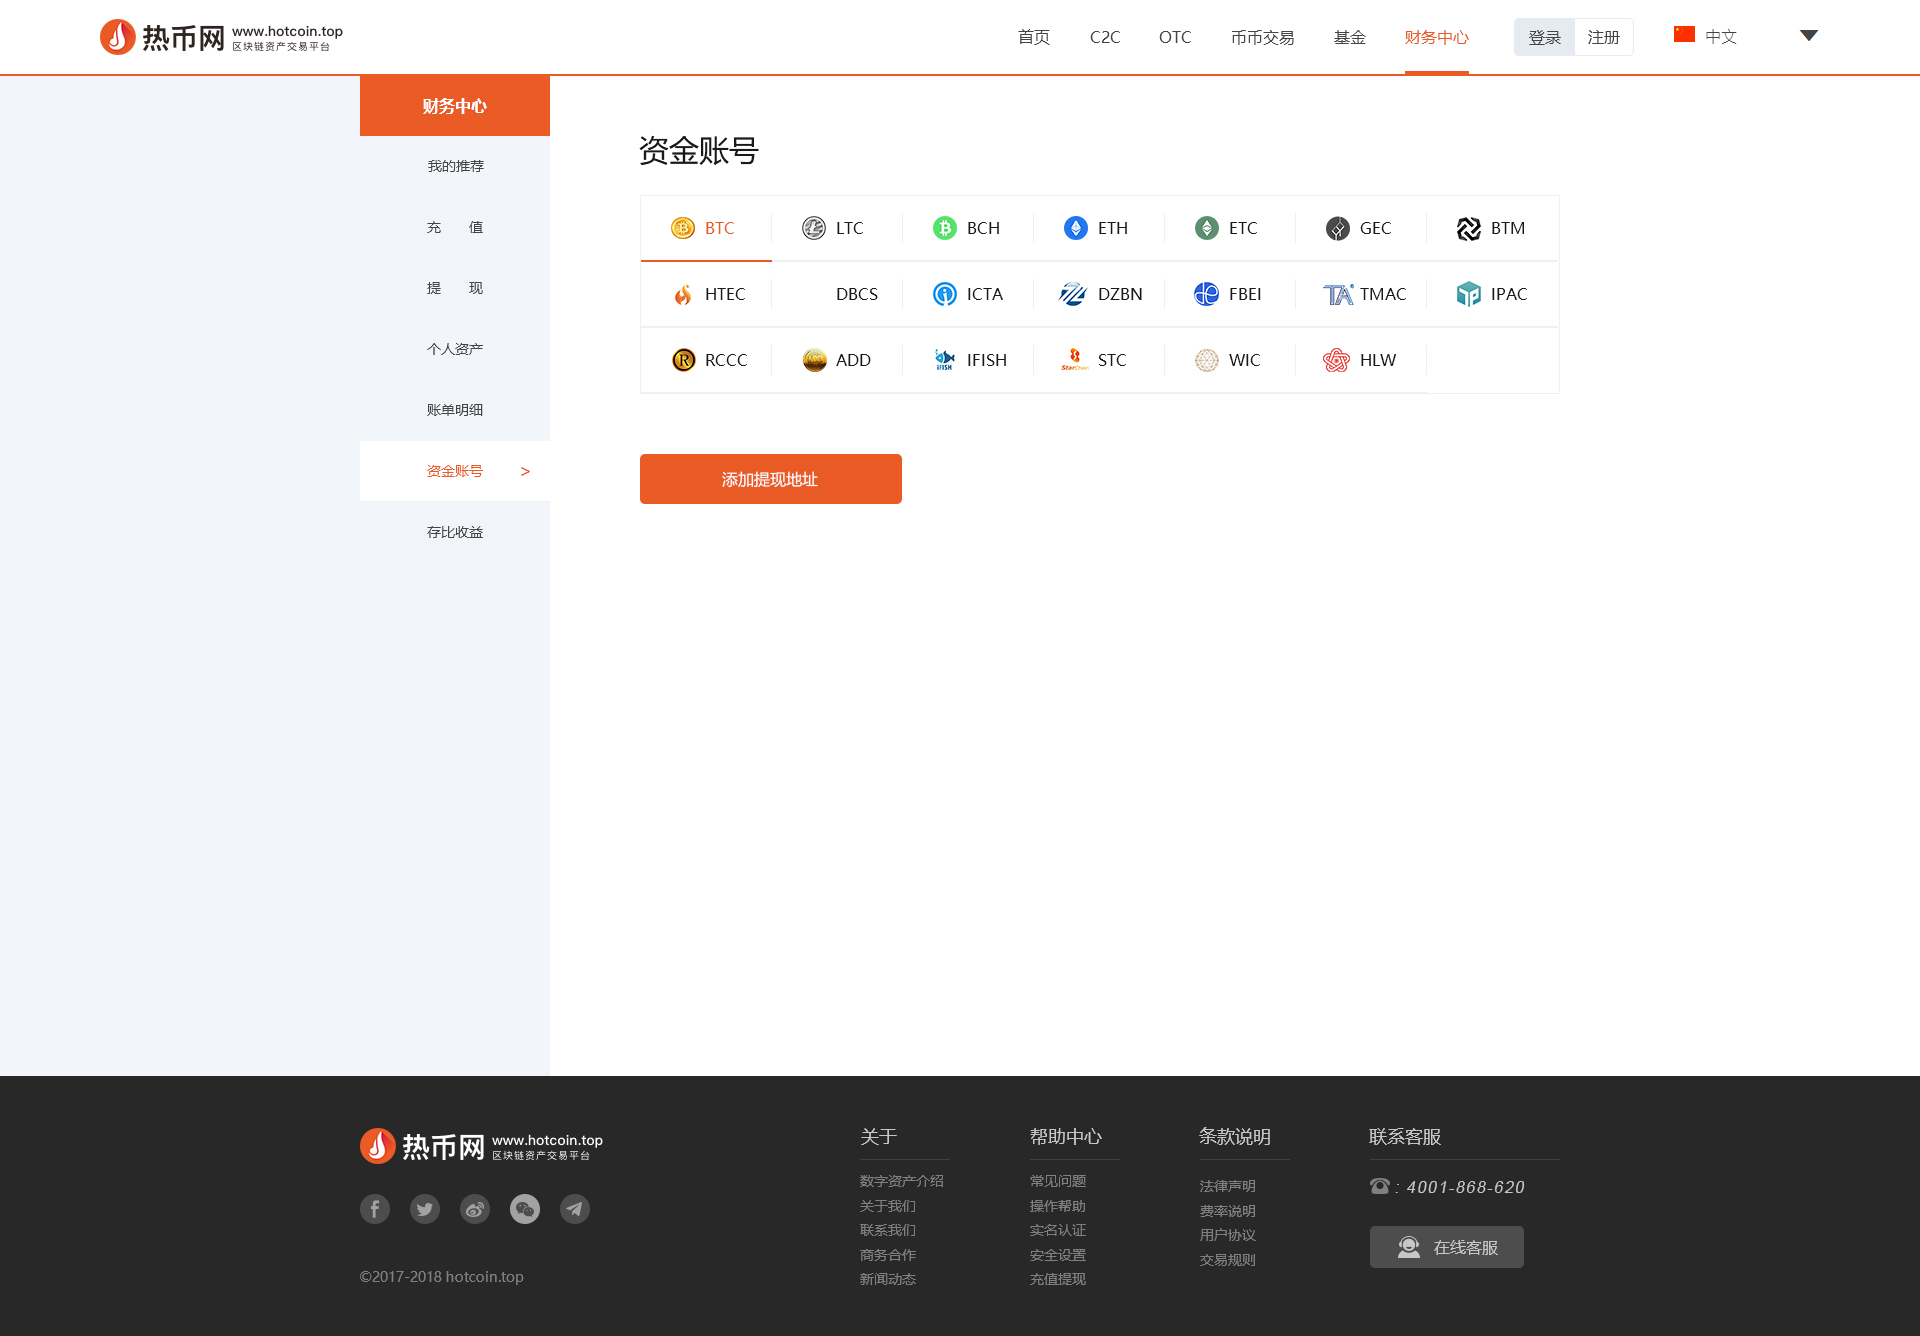 热币网 www.hotcoin.top
区块链资产交易平台
首页 C2C OTC 币币交易 基金 财务中心 登录 注册 中文
财务中心
我的推荐
充 值
提 现
个人资产
账单明细
资金账号 >
存比收益
资金账号
BTC LTC BCH ETH ETC GEC BTM
HTEC DBCS ICTA DZBN FBEI TMAC IPAC
RCCC ADD IFISH STC WIC HLW
添加提现地址
热币网 www.hotcoin.top
区块链资产交易平台
©2017-2018 hotcoin.top
关于
数字资产介绍
关于我们
联系我们
商务合作
新闻动态
帮助中心
常见问题
操作帮助
实名认证
安全设置
充值提现
条款说明
法律声明
费率说明
用户协议
交易规则
联系客服
: 4001-868-620
在线客服